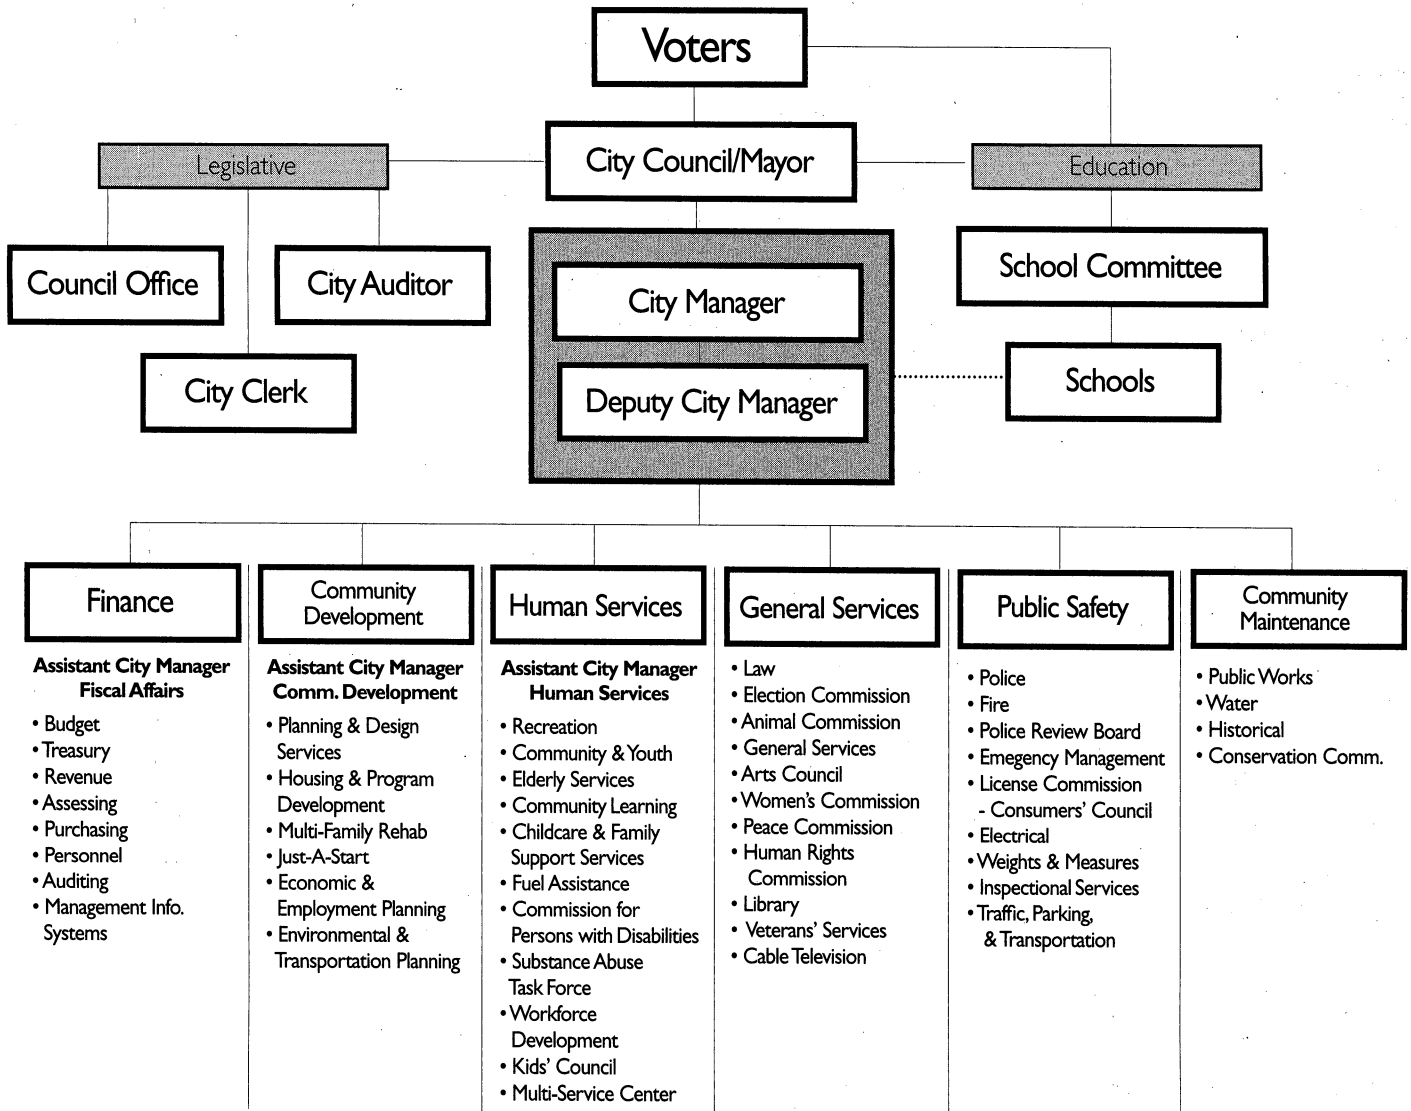 Voters
Legislative
City Council/Mayor
Education
Council Office
City Auditor
City Clerk
City Manager
Deputy City Manager
School Committee
Schools
Finance
Assistant City Manager
Fiscal Affairs
• Budget
• Treasury
• Revenue
• Assessing
• Purchasing
• Personnel
• Auditing
• Management Info.
Systems
Community
Development
Assistant City Manager
Comm. Development
• Planning & Design
Services
• Housing & Program
Development
• Multi-Family Rehab
• Just-A-Start
• Economic &
Employment Planning
• Environmental &
Transportation Planning
Human Services
Assistant City Manager
Human Services
• Recreation
• Community & Youth
• Elderly Services
• Community Learning
• Childcare & Family
Support Services
• Fuel Assistance
• Commission for
Persons with Disabilities
• Substance Abuse
Task Force
• Workforce
Development
• Kids' Council
• Multi-Service Center
General Services
• Law
• Election Commission
• Animal Commission
• General Services
• Arts Council
• Women's Commission
• Peace Commission
• Human Rights
Commission
• Library
• Veterans' Services
• Cable Television
Public Safety
• Police
• Fire
• Police Review Board
• Emegency Management
• License Commission
- Consumers' Council
• Electrical
• Weights & Measures
• Inspectional Services
• Traffic, Parking,
& Transportation
Community
Maintenance
• Public Works
• Water
• Historical
• Conservation Comm.